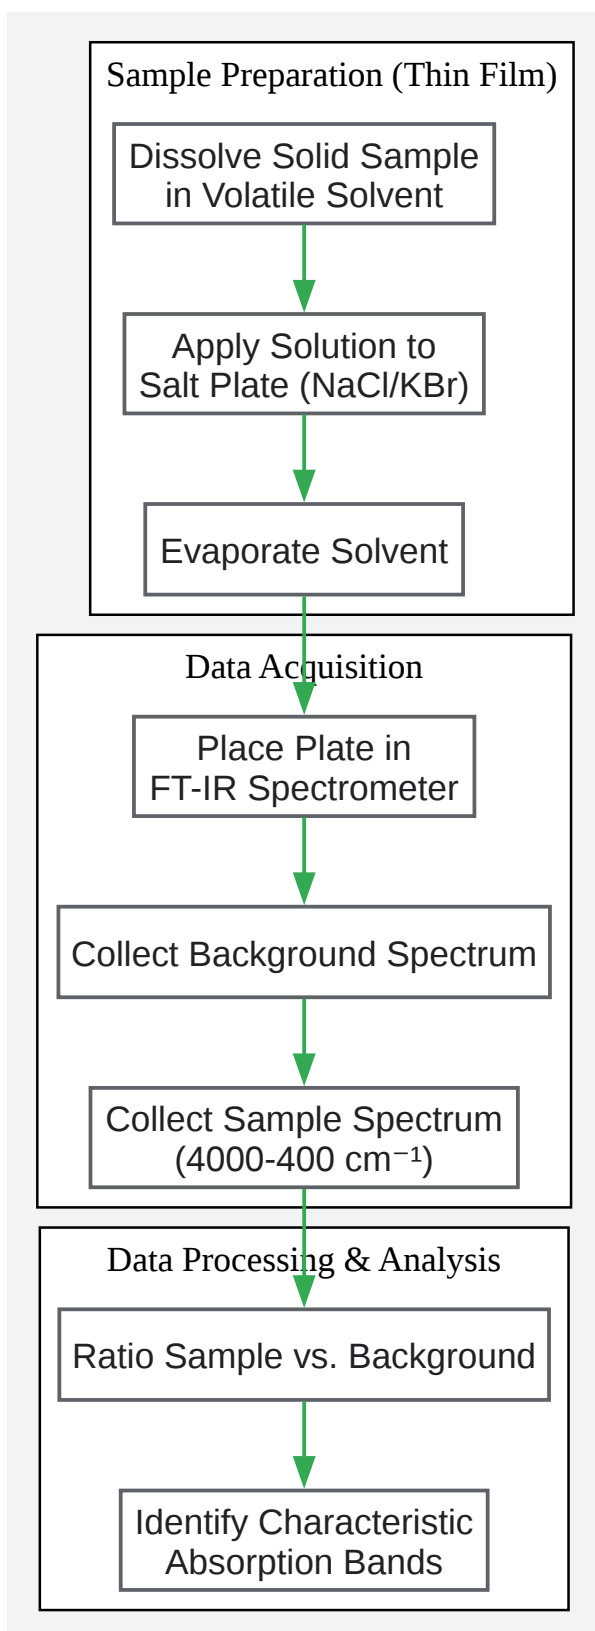 Sample Preparation (Thin Film)
Dissolve Solid Sample
in Volatile Solvent
Apply Solution to
Salt Plate (NaCl/KBr)
Evaporate Solvent
Data Acquisition
Place Plate in
FT-IR Spectrometer
Collect Background Spectrum
Collect Sample Spectrum
(4000-400 cm⁻¹)
Data Processing & Analysis
Ratio Sample vs. Background
Identify Characteristic
Absorption Bands